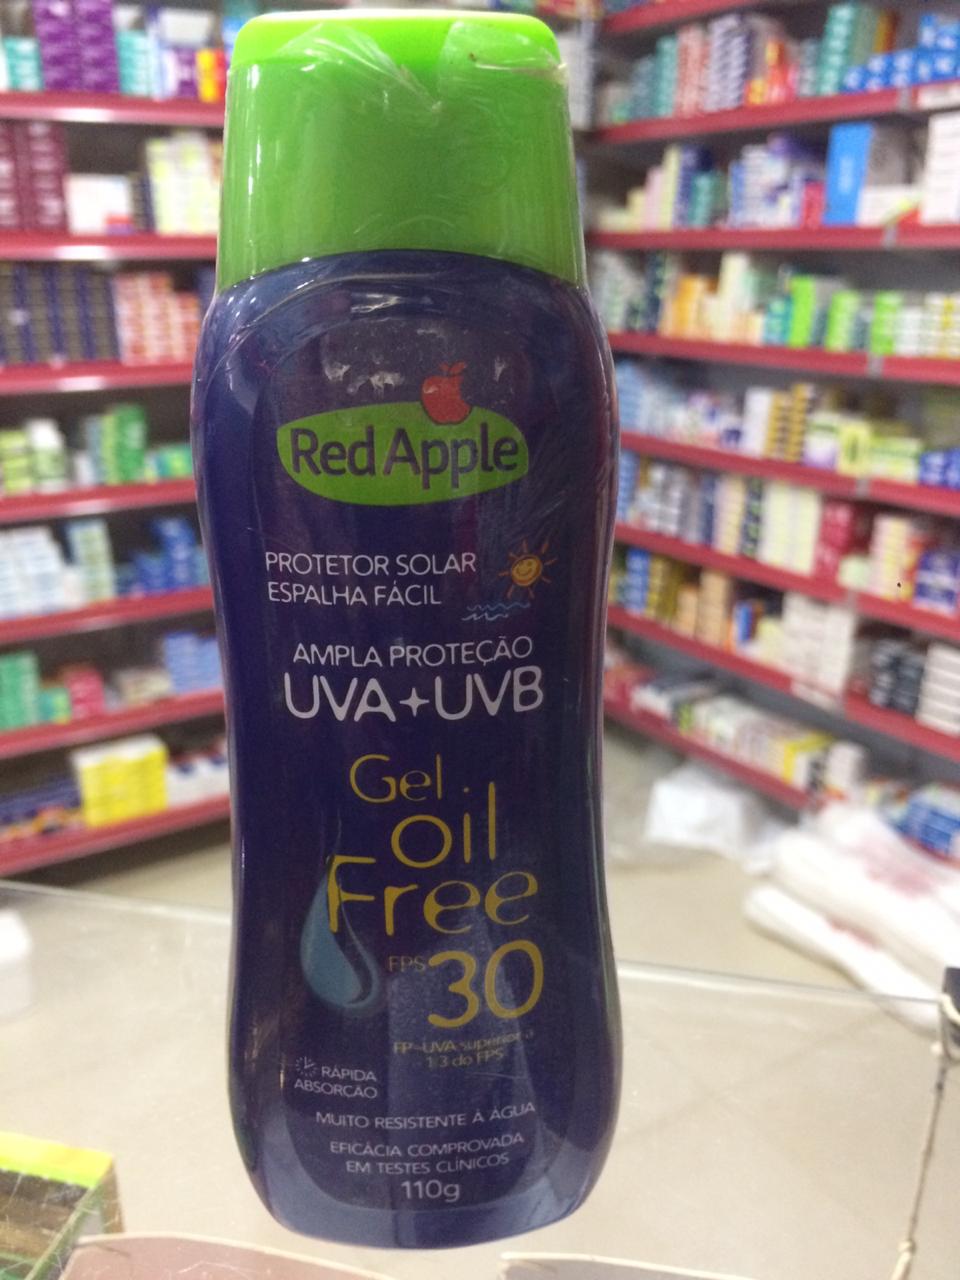 Red Apple
PROTETOR SOLAR
ESPALHA FÁCIL
AMPLA PROTEÇÃO
UVA+UVB
Gel
oil
Free
FPS 30
FP-UVA superior a
1/3 do FPS
RÁPIDA
ABSORÇÃO
MUITO RESISTENTE À ÁGUA
EFICÁCIA COMPROVADA
EM TESTES CLÍNICOS
110g